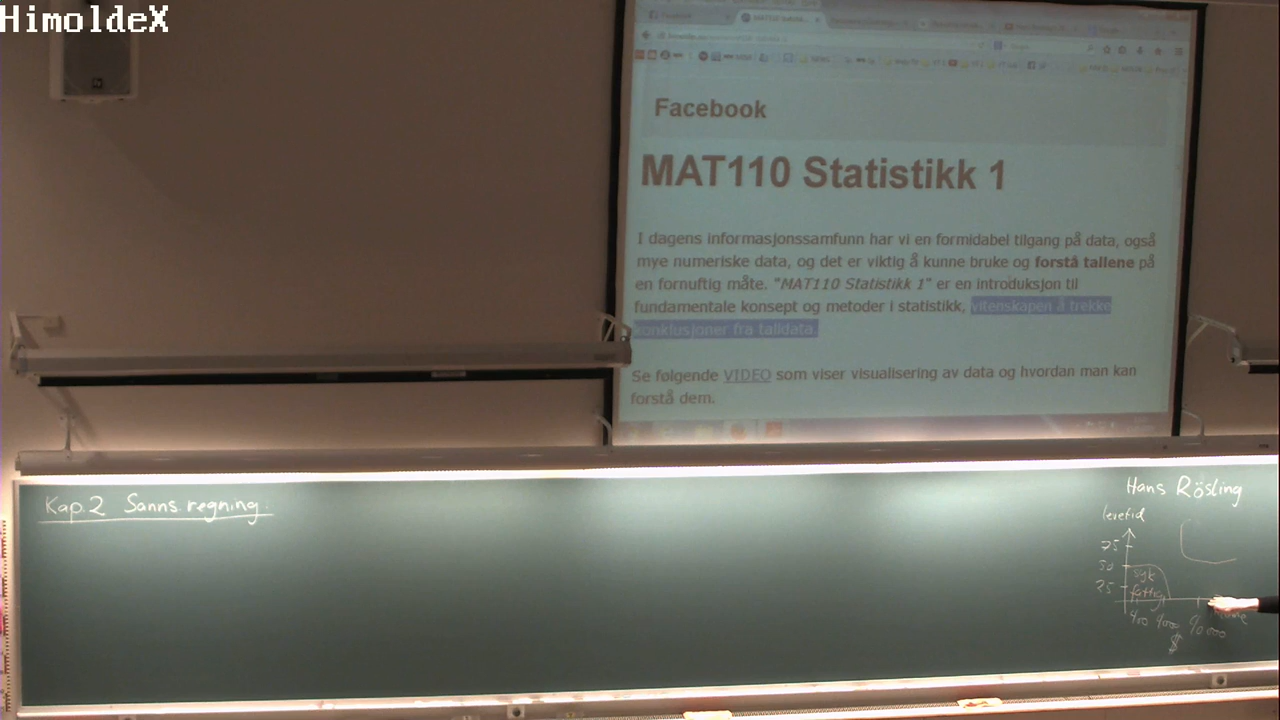 HimoldeX
Facebook
MAT110 Statistikk 1
I dagens informasjonssamfunn har vi en formidabel tilgang på data, også
mye numeriske data, og det er viktig å kunne bruke og forstå tallene på
en fornuftig måte. "MAT110 Statistikk 1" er en introduksjon til
fundamentale konsept og metoder i statistikk, vitenskapen å trekke
konklusjoner fra talldata.
Se følgende VIDEO som viser visualisering av data og hvordan man kan
forstå dem.
Kap.2 Sanns.regning.
Hans Rösling
levetid
75
50
syk
25
fattig
400 4000 40 000
$